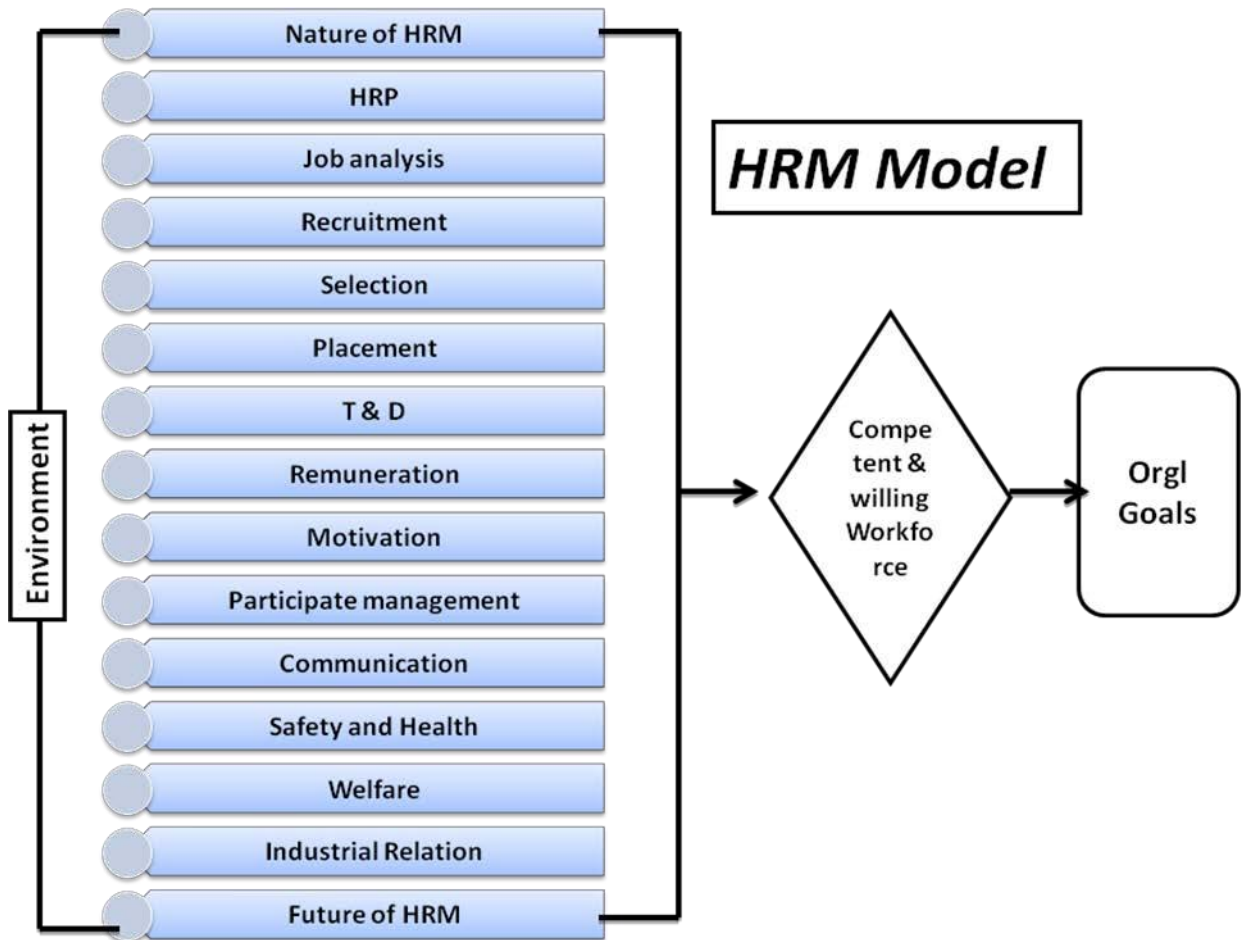 Nature of HRM
HRP
Job analysis
Recruitment
Selection
Placement
T & D
Remuneration
Motivation
Participate management
Communication
Safety and Health
Welfare
Industrial Relation
Future of HRM
Environment
HRM Model
Compe
tent &
willing
Workfo
rce
Orgl
Goals